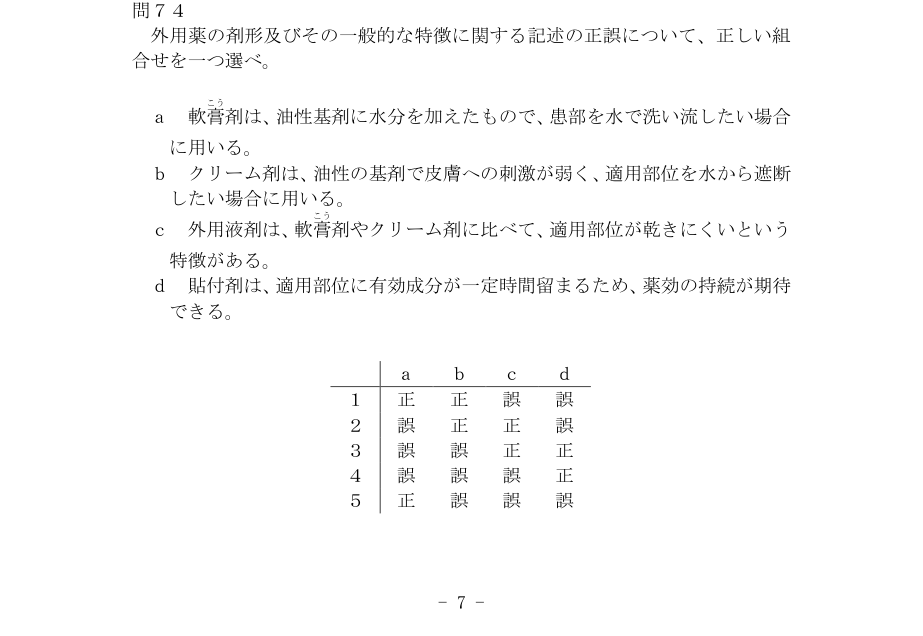 問７４
外用薬の剤形及びその一般的な特徴に関する記述の正誤について、正しい組
合せを一つ選べ。
こう
a　軟膏剤は、油性基剤に水分を加えたもので、患部を水で洗い流したい場合
に用いる。
b　クリーム剤は、油性の基剤で皮膚への刺激が弱く、適用部位を水から遮断
したい場合に用いる。
こう
c　外用液剤は、軟膏剤やクリーム剤に比べて、適用部位が乾きにくいという
特徴がある。
d　貼付剤は、適用部位に有効成分が一定時間留まるため、薬効の持続が期待
できる。
a b c d
1 正 正 誤 誤
2 誤 正 正 誤
3 誤 誤 正 正
4 誤 誤 誤 正
5 正 誤 誤 誤
- 7 -